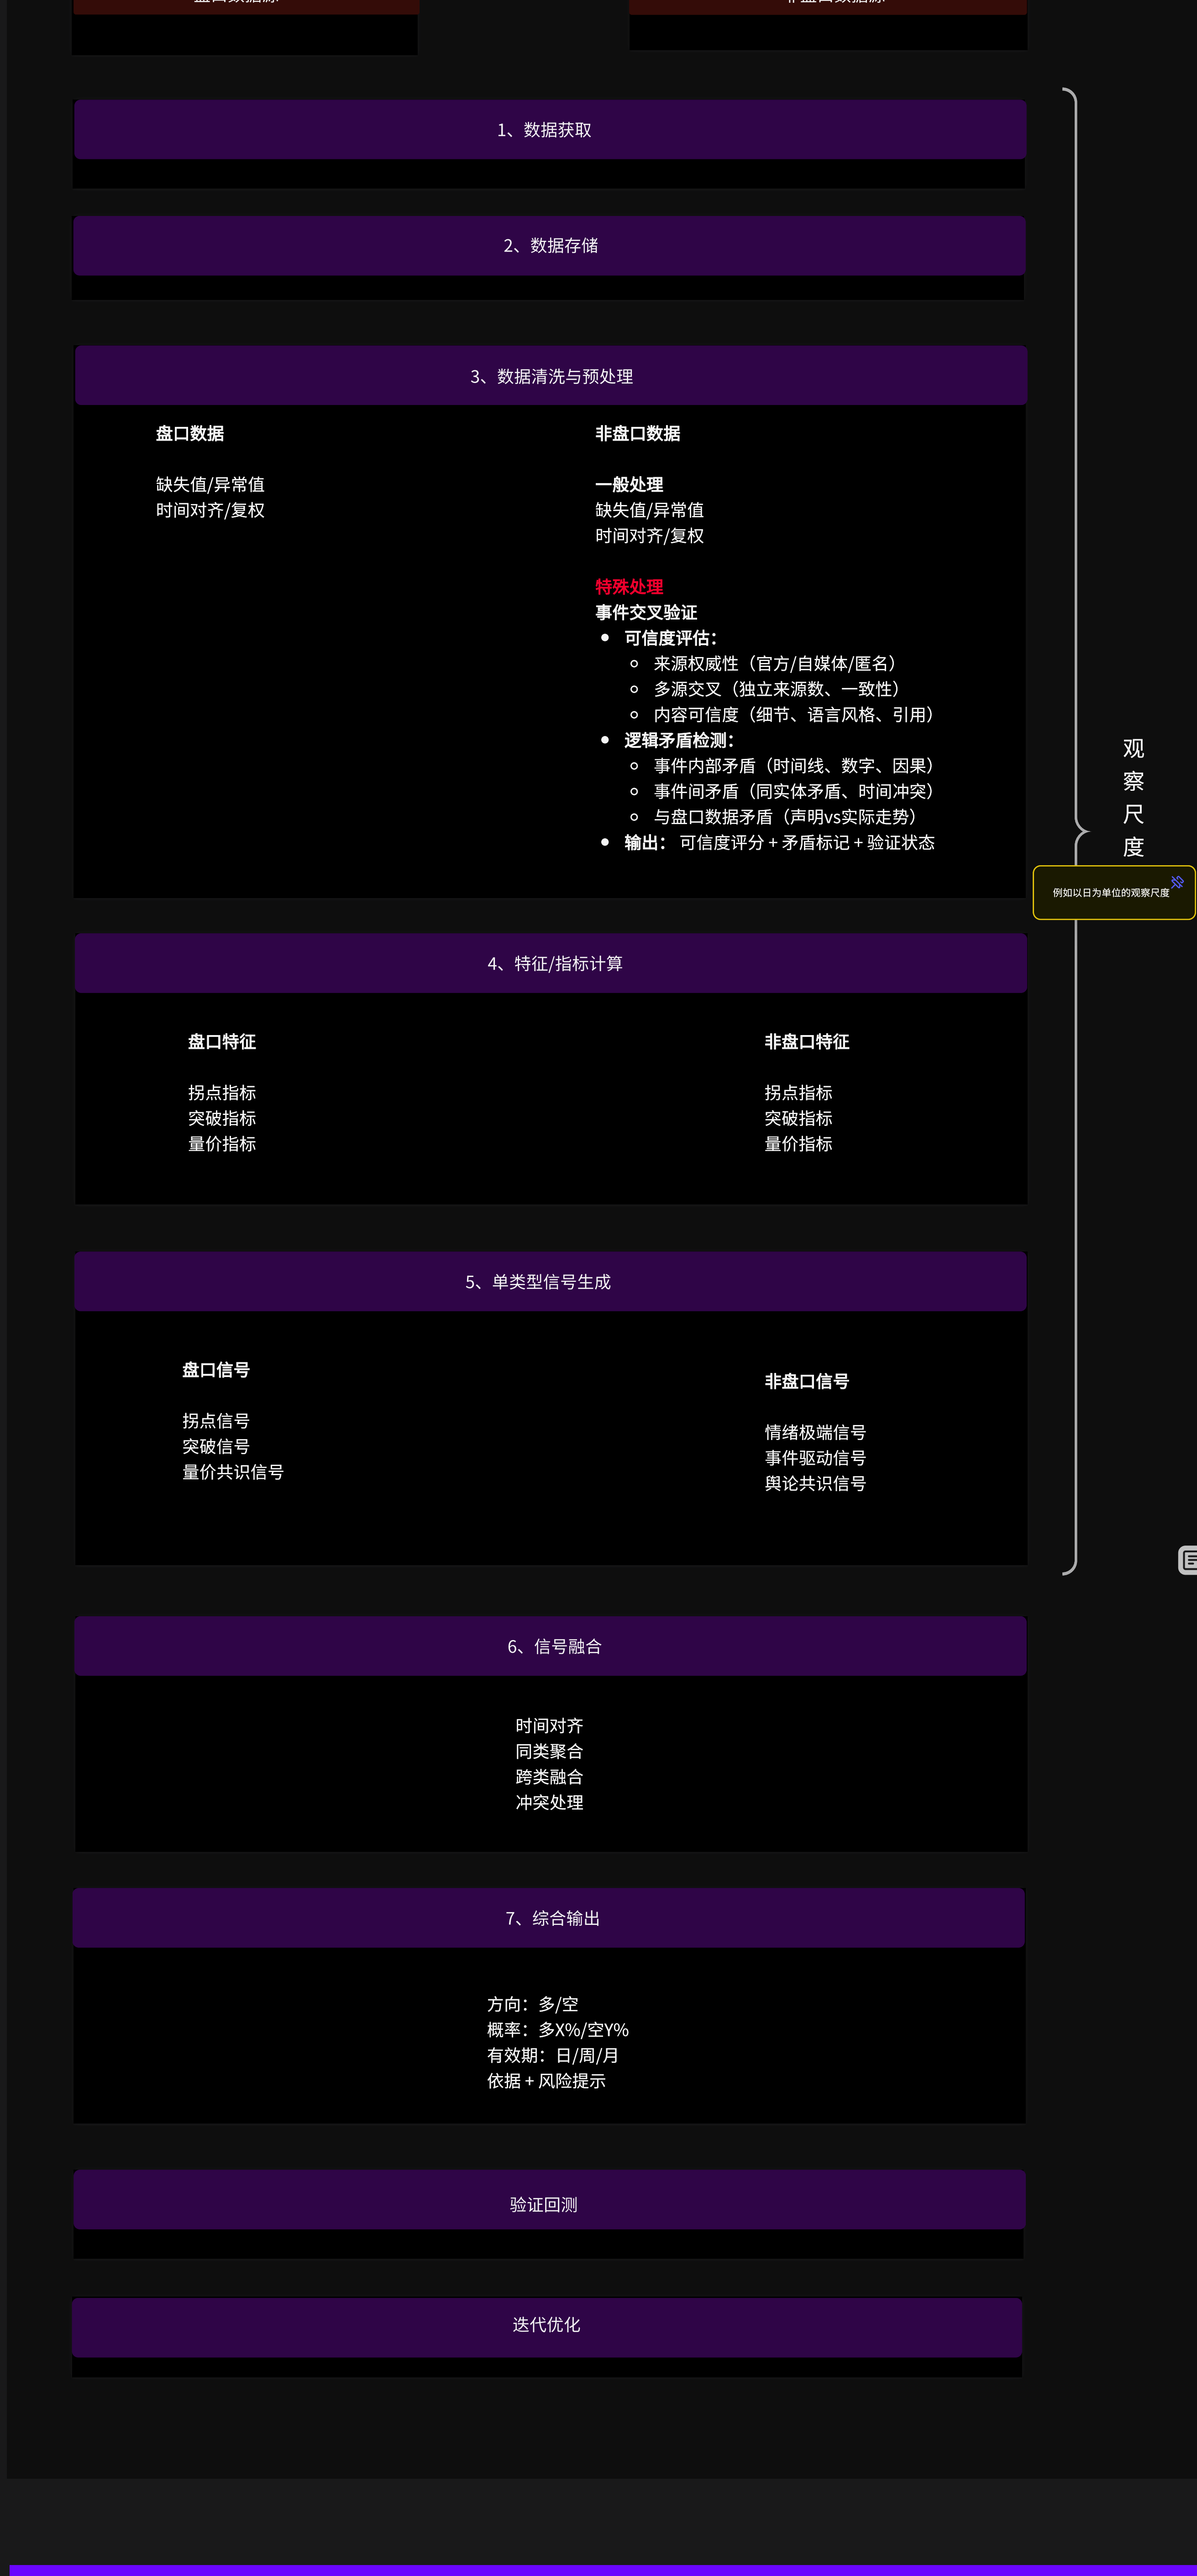 1、数据获取
2、数据存储
3、数据清洗与预处理
盘口数据
缺失值/异常值
时间对齐/复权
非盘口数据
一般处理
缺失值/异常值
时间对齐/复权
特殊处理
事件交叉验证
可信度评估：
来源权威性（官方/自媒体/匿名）
多源交叉（独立来源数、一致性）
内容可信度（细节、语言风格、引用）
逻辑矛盾检测：
事件内部矛盾（时间线、数字、因果）
事件间矛盾（同实体矛盾、时间冲突）
与盘口数据矛盾（声明vs实际走势）
输出： 可信度评分 + 矛盾标记 + 验证状态
观察尺度
例如以日为单位的观察尺度
4、特征/指标计算
盘口特征
拐点指标
突破指标
量价指标
非盘口特征
拐点指标
突破指标
量价指标
5、单类型信号生成
盘口信号
拐点信号
突破信号
量价共识信号
非盘口信号
情绪极端信号
事件驱动信号
舆论共识信号
6、信号融合
时间对齐
同类聚合
跨类融合
冲突处理
7、综合输出
方向：多/空
概率：多X%/空Y%
有效期：日/周/月
依据 + 风险提示
验证回测
迭代优化